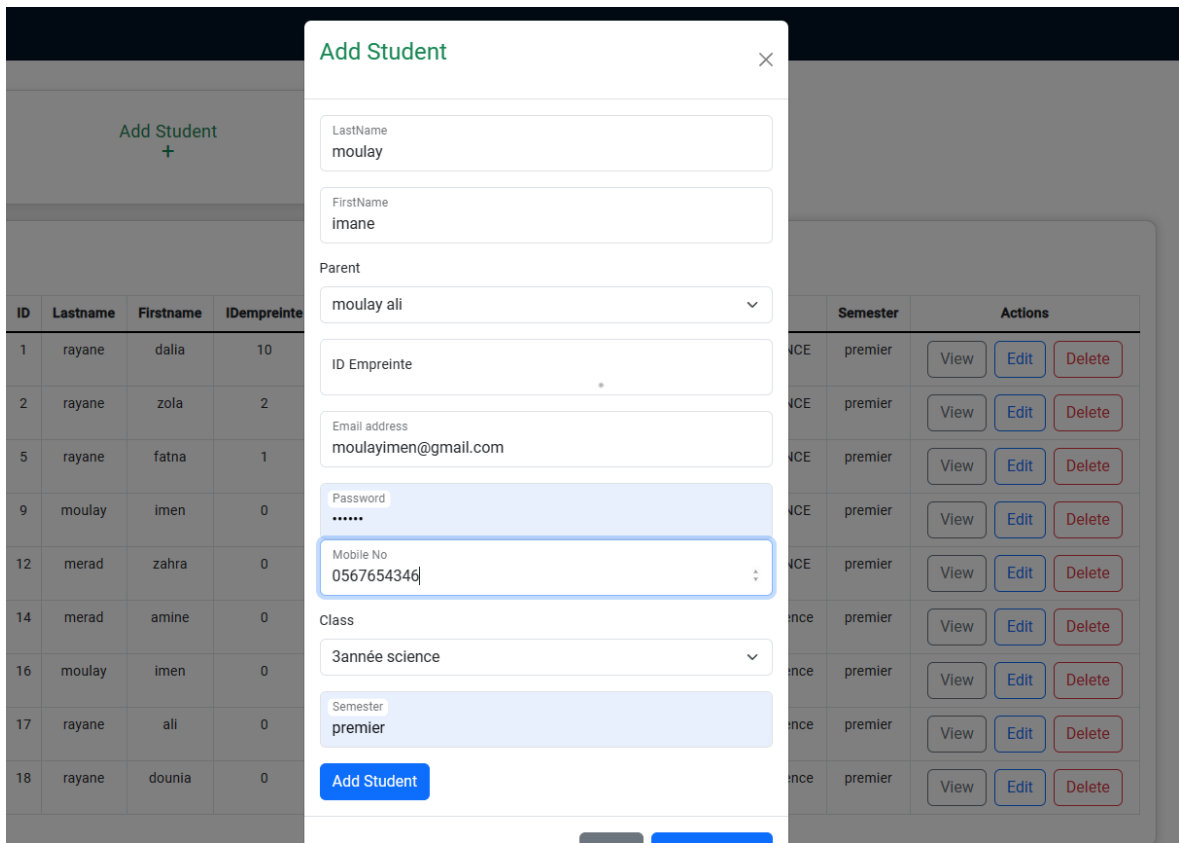 Add Student
Add Student
+
LastName
moulay
FirstName
imane
Parent
moulay ali
ID Empreinte
Email address
moulayimen@gmail.com
Password
••••••
Mobile No
0567654346
Class
3année science
Semester
premier
Add Student
ID Lastname Firstname IDempreinte Semester Actions
1 rayane dalia 10 NCE premier View Edit Delete
2 rayane zola 2 NCE premier View Edit Delete
5 rayane fatna 1 NCE premier View Edit Delete
9 moulay imen 0 NCE premier View Edit Delete
12 merad zahra 0 NCE premier View Edit Delete
14 merad amine 0 ence premier View Edit Delete
16 moulay imen 0 ence premier View Edit Delete
17 rayane ali 0 ence premier View Edit Delete
18 rayane dounia 0 ence premier View Edit Delete